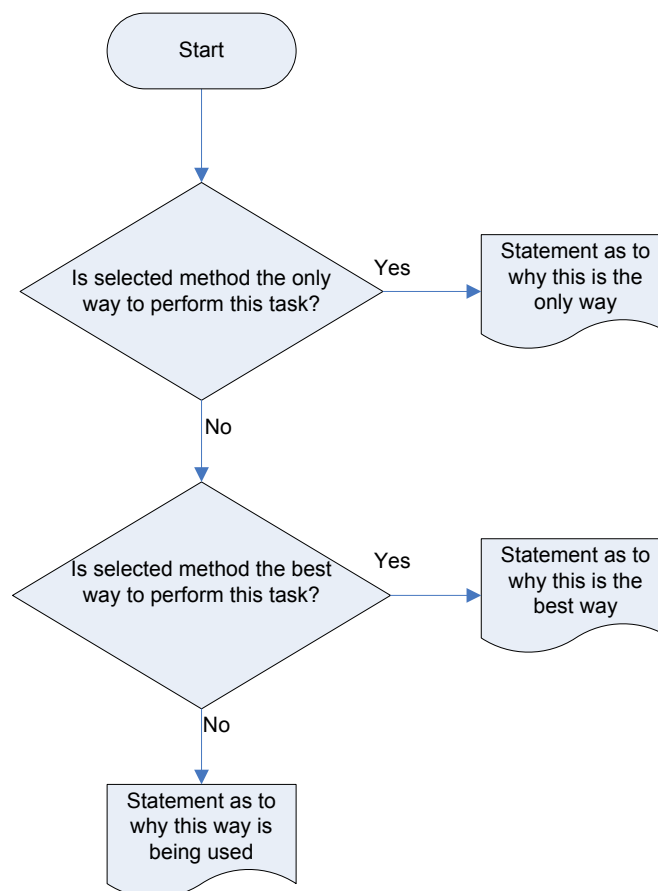 Start
Is selected method the only
way to perform this task?
Yes
Statement as to
why this is the
only way
No
Is selected method the best
way to perform this task?
Yes
Statement as to
why this is the
best way
No
Statement as to
why this way is
being used